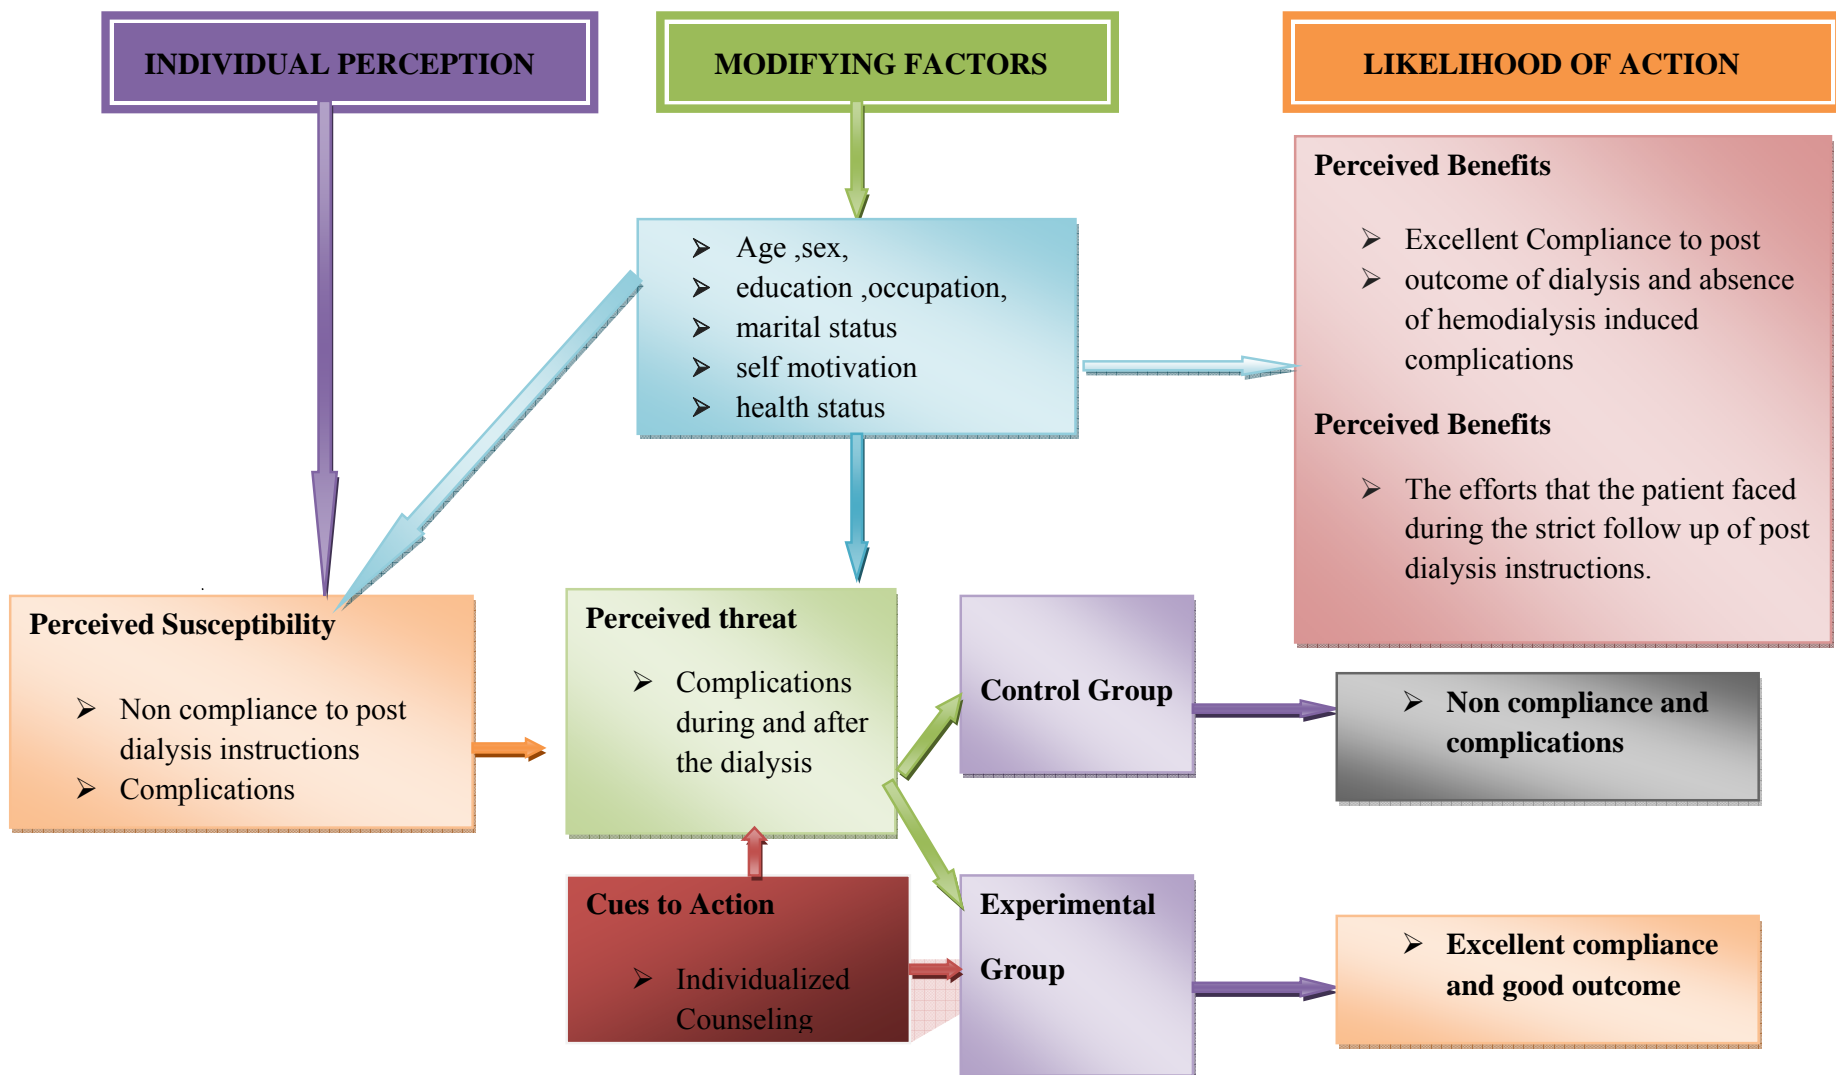 INDIVIDUAL PERCEPTION
MODIFYING FACTORS
LIKELIHOOD OF ACTION
➢ Age ,sex,
➢ education ,occupation,
➢ marital status
➢ self motivation
➢ health status
Perceived Benefits
➢ Excellent Compliance to post
➢ outcome of dialysis and absence
of hemodialysis induced
complications
Perceived Benefits
➢ The efforts that the patient faced
during the strict follow up of post
dialysis instructions.
.
Perceived Susceptibility
➢ Non compliance to post
dialysis instructions
➢ Complications
Perceived threat
➢ Complications
during and after
the dialysis
Control Group
➢ Non compliance and
complications
Cues to Action
➢ Individualized
Counseling
Experimental
Group
➢ Excellent compliance
and good outcome